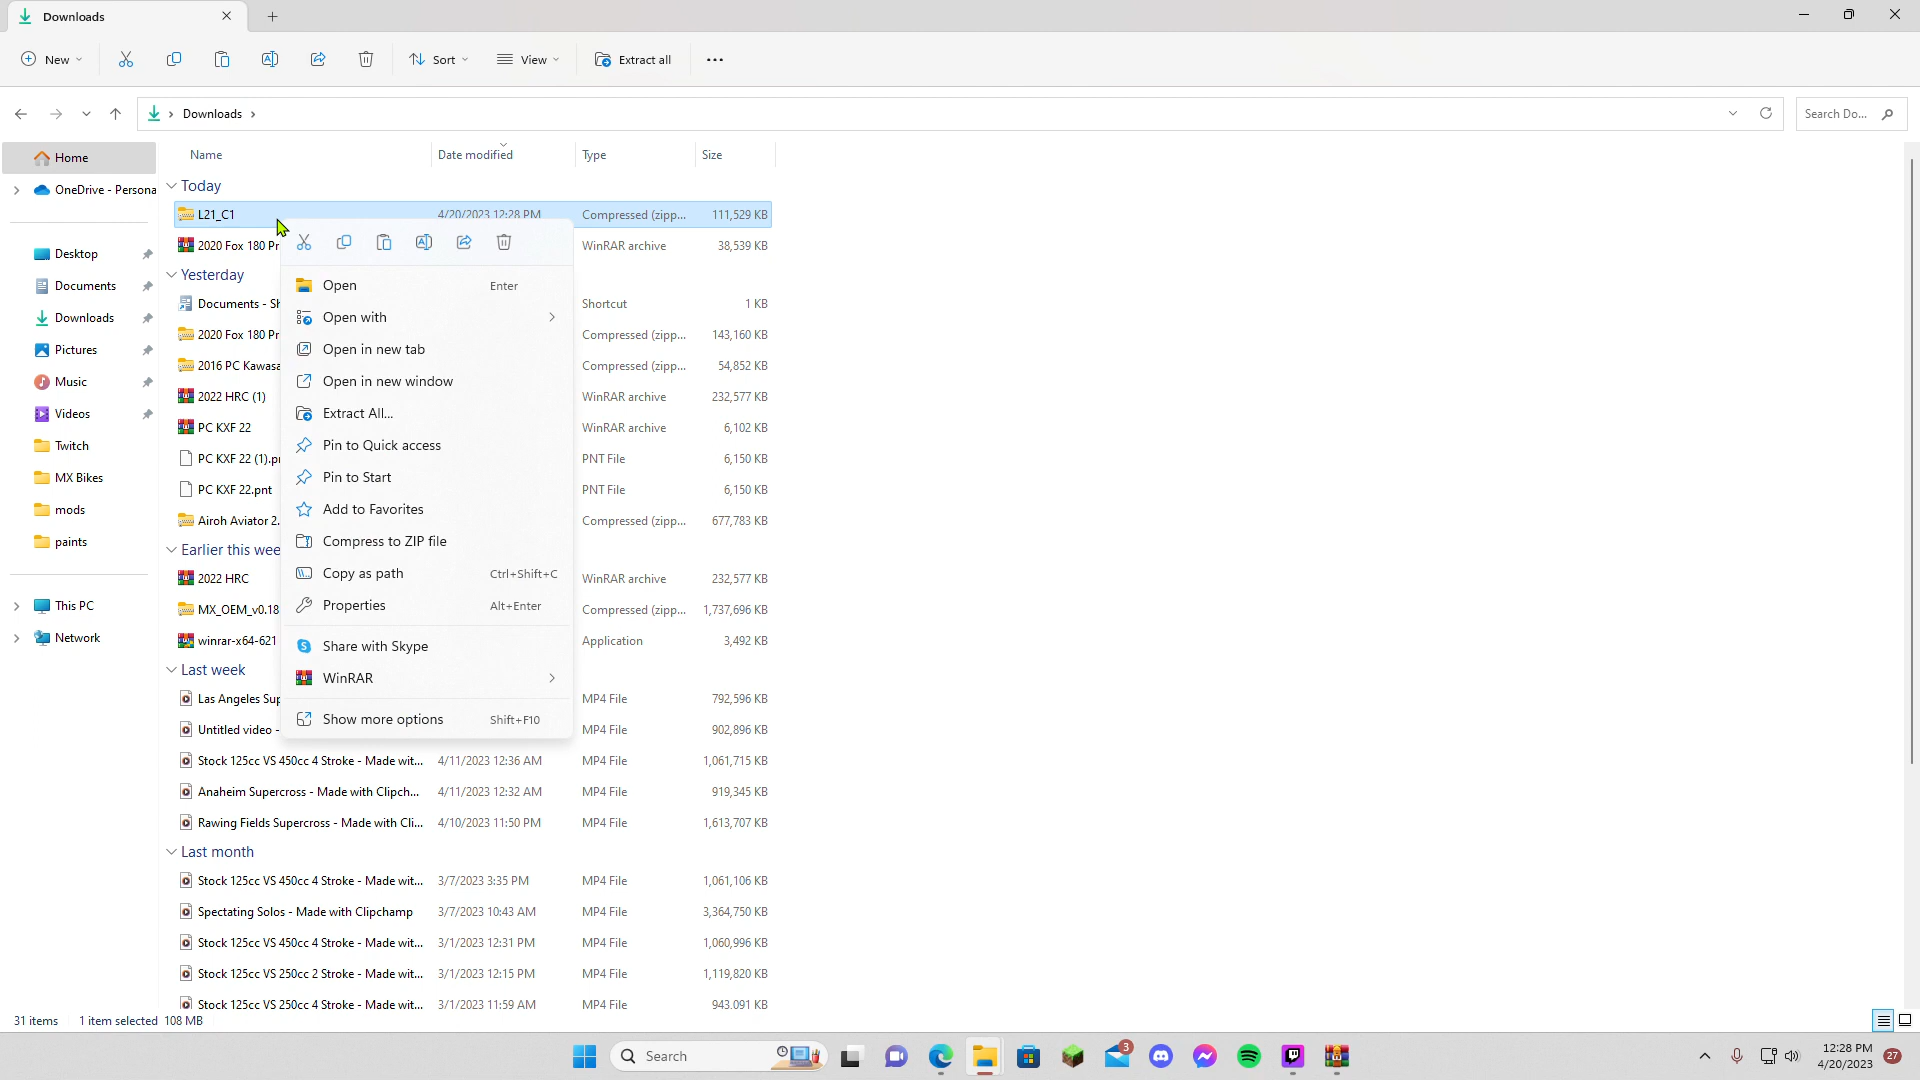 Downloads
New
Sort
View
Extract all
Downloads
Search Do...
Name
Date modified
Type
Size
Home
OneDrive - Persona
Desktop
Documents
Downloads
Pictures
Music
Videos
Twitch
MX Bikes
mods
paints
This PC
Network
Today
L21_C1 4/20/2023 12:28 PM Compressed (zipp... 111,529 KB
2020 Fox 180 Pr WinRAR archive 38,539 KB
Yesterday
Documents - Sh Shortcut 1 KB
2020 Fox 180 Pr Compressed (zipp... 143,160 KB
2016 PC Kawasa Compressed (zipp... 54,852 KB
2022 HRC (1) WinRAR archive 232,577 KB
PC KXF 22 WinRAR archive 6,102 KB
PC KXF 22 (1).pn PNT File 6,150 KB
PC KXF 22.pnt PNT File 6,150 KB
Airoh Aviator 2. Compressed (zipp... 677,783 KB
Earlier this wee
2022 HRC WinRAR archive 232,577 KB
MX_OEM_v0.18 Compressed (zipp... 1,737,696 KB
winrar-x64-621 Application 3,492 KB
Last week
Las Angeles Sup MP4 File 792,596 KB
Untitled video - MP4 File 902,896 KB
Stock 125cc VS 450cc 4 Stroke - Made wit... 4/11/2023 12:36 AM MP4 File 1,061,715 KB
Anaheim Supercross - Made with Clipch... 4/11/2023 12:32 AM MP4 File 919,345 KB
Rawing Fields Supercross - Made with Cli... 4/10/2023 11:50 PM MP4 File 1,613,707 KB
Last month
Stock 125cc VS 450cc 4 Stroke - Made wit... 3/7/2023 3:35 PM MP4 File 1,061,106 KB
Spectating Solos - Made with Clipchamp 3/7/2023 10:43 AM MP4 File 3,364,750 KB
Stock 125cc VS 450cc 4 Stroke - Made wit... 3/1/2023 12:31 PM MP4 File 1,060,996 KB
Stock 125cc VS 250cc 2 Stroke - Made wit... 3/1/2023 12:15 PM MP4 File 1,119,820 KB
Stock 125cc VS 250cc 4 Stroke - Made wit... 3/1/2023 11:59 AM MP4 File 943,091 KB
Open Enter
Open with
Open in new tab
Open in new window
Extract All...
Pin to Quick access
Pin to Start
Add to Favorites
Compress to ZIP file
Copy as path Ctrl+Shift+C
Properties Alt+Enter
Share with Skype
WinRAR
Show more options Shift+F10
31 items 1 item selected 108 MB
Search
3
12:28 PM
4/20/2023
27